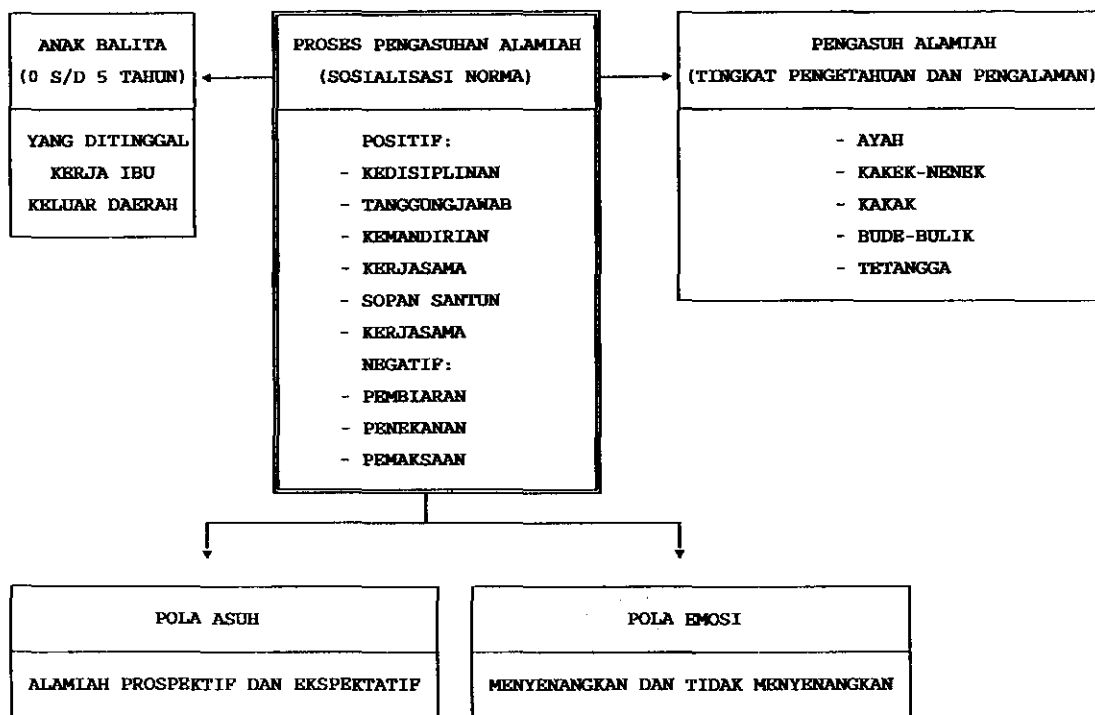 ANAK BALITA
(0 S/D 5 TAHUN)
YANG DITINGGAL
KERJA IBU
KELUAR DAERAH
PROSES PENGASUHAN ALAMIAH
(SOSIALISASI NORMA)
POSITIF:
- KEDISIPLINAN
- TANGGUNGJAWAB
- KEMANDIRIAN
- KERJASAMA
- SOPAN SANTUN
- KERJASAMA
NEGATIF:
- PEMBIARAN
- PENEKANAN
- PEMAKSAAN
PENGASUH ALAMIAH
(TINGKAT PENGETAHUAN DAN PENGALAMAN)
- AYAH
- KAKEK-NENEK
- KAKAK
- BUDE-BULIK
- TETANGGA
POLA ASUH
ALAMIAH PROSPEKTIF DAN EKSPEKTATIF
POLA EMOSI
MENYENANGKAN DAN TIDAK MENYENANGKAN